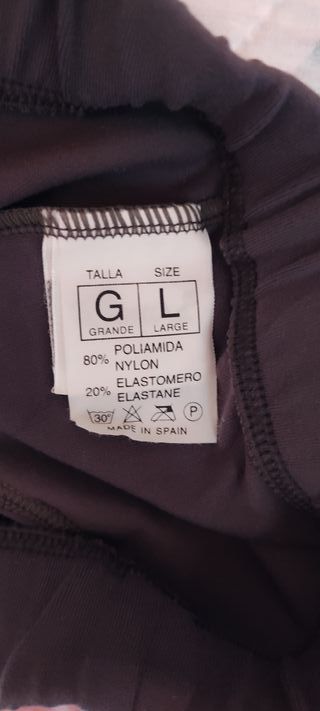 TALLA SIZE
G L
GRANDE LARGE
80% POLIAMIDA
NYLON
20% ELASTOMERO
ELASTANE
30° P
MADE IN SPAIN